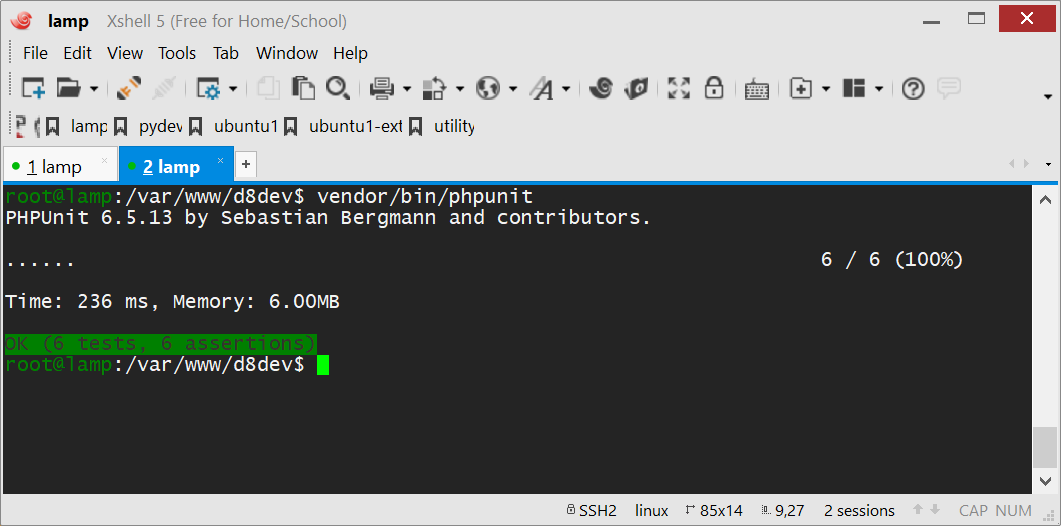 lamp Xshell 5 (Free for Home/School)
File Edit View Tools Tab Window Help
lamp pydev ubuntu1 ubuntu1-ext utility
1 lamp 2 lamp +
root@lamp:/var/www/d8dev$ vendor/bin/phpunit
PHPUnit 6.5.13 by Sebastian Bergmann and contributors.
...... 6 / 6 (100%)
Time: 236 ms, Memory: 6.00MB
OK (6 tests, 6 assertions)
root@lamp:/var/www/d8dev$
SSH2 linux 85x14 9,27 2 sessions CAP NUM